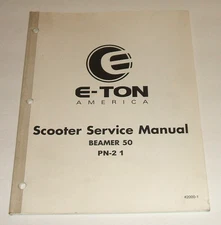 E-TON
AMERICA
Scooter Service Manual
BEAMER 50
PN-2 1